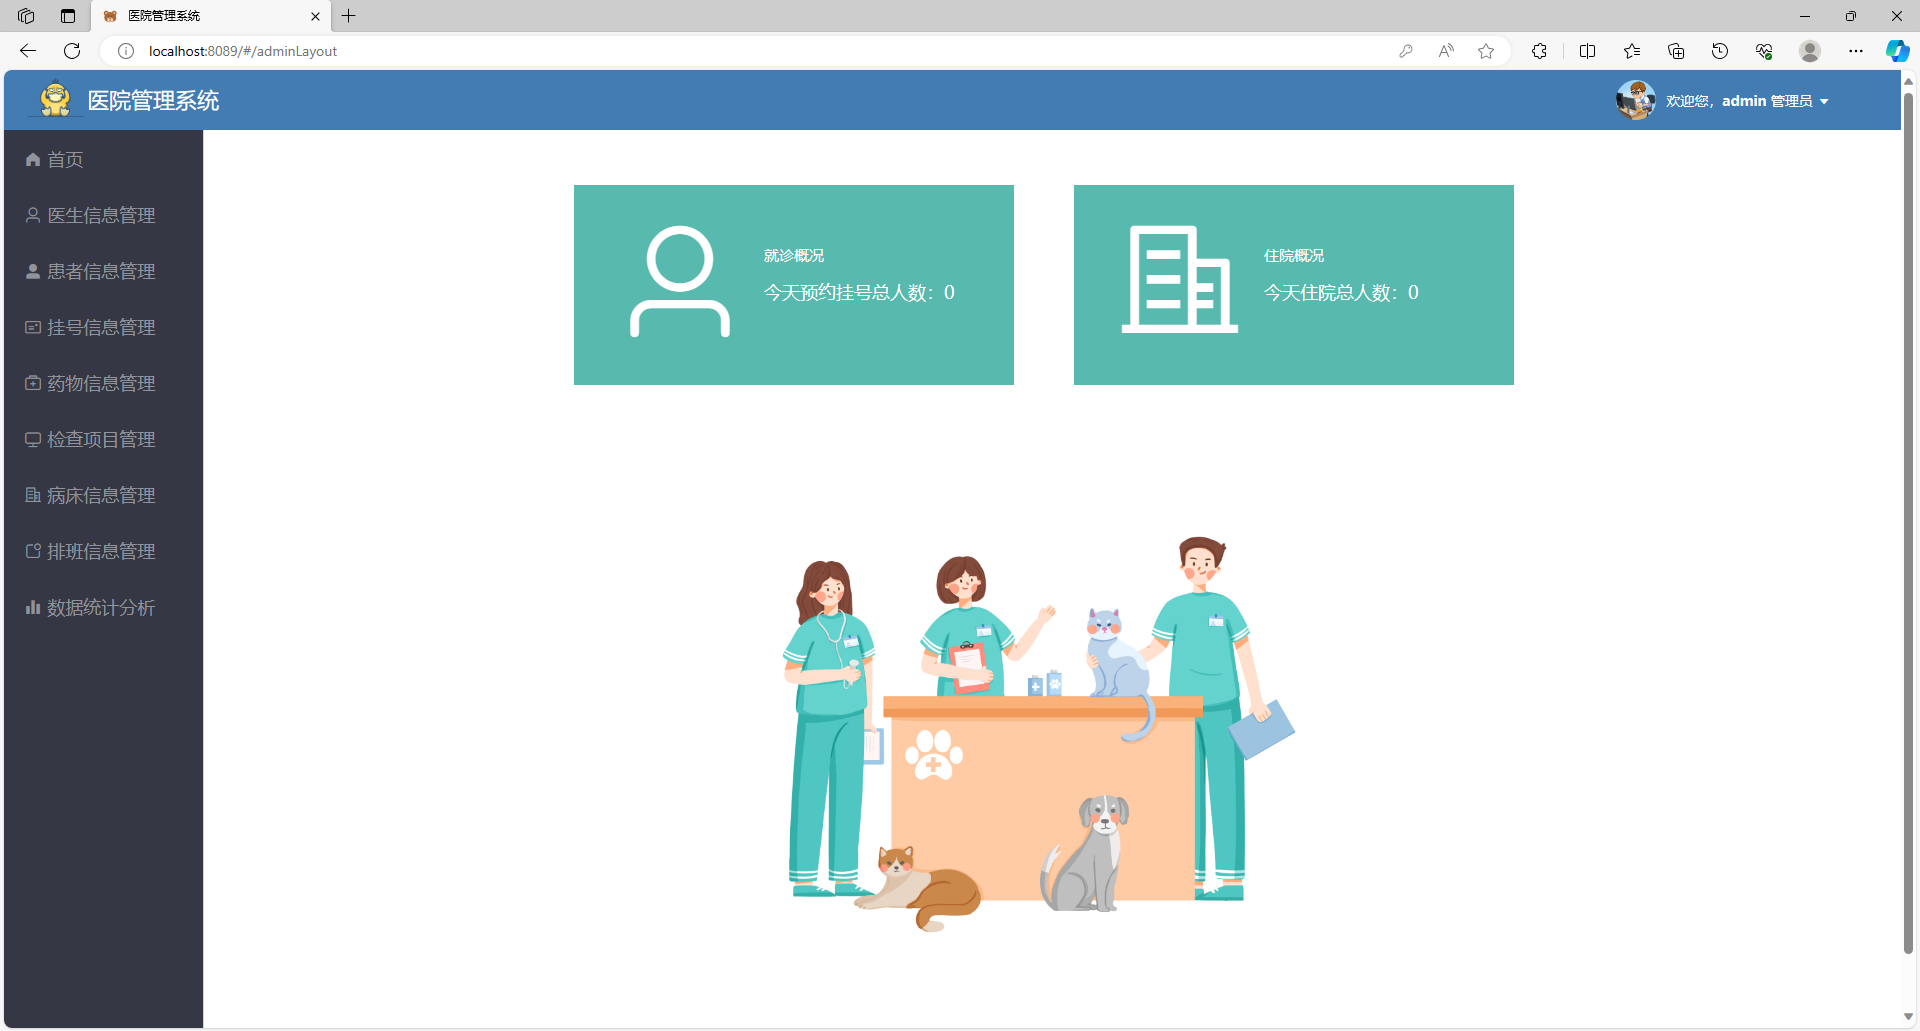 医院管理系统
localhost:8089/#/adminLayout
医院管理系统
欢迎您，admin 管理员
首页
医生信息管理
患者信息管理
挂号信息管理
药物信息管理
检查项目管理
病床信息管理
排班信息管理
数据统计分析
就诊概况
今天预约挂号总人数：0
住院概况
今天住院总人数：0